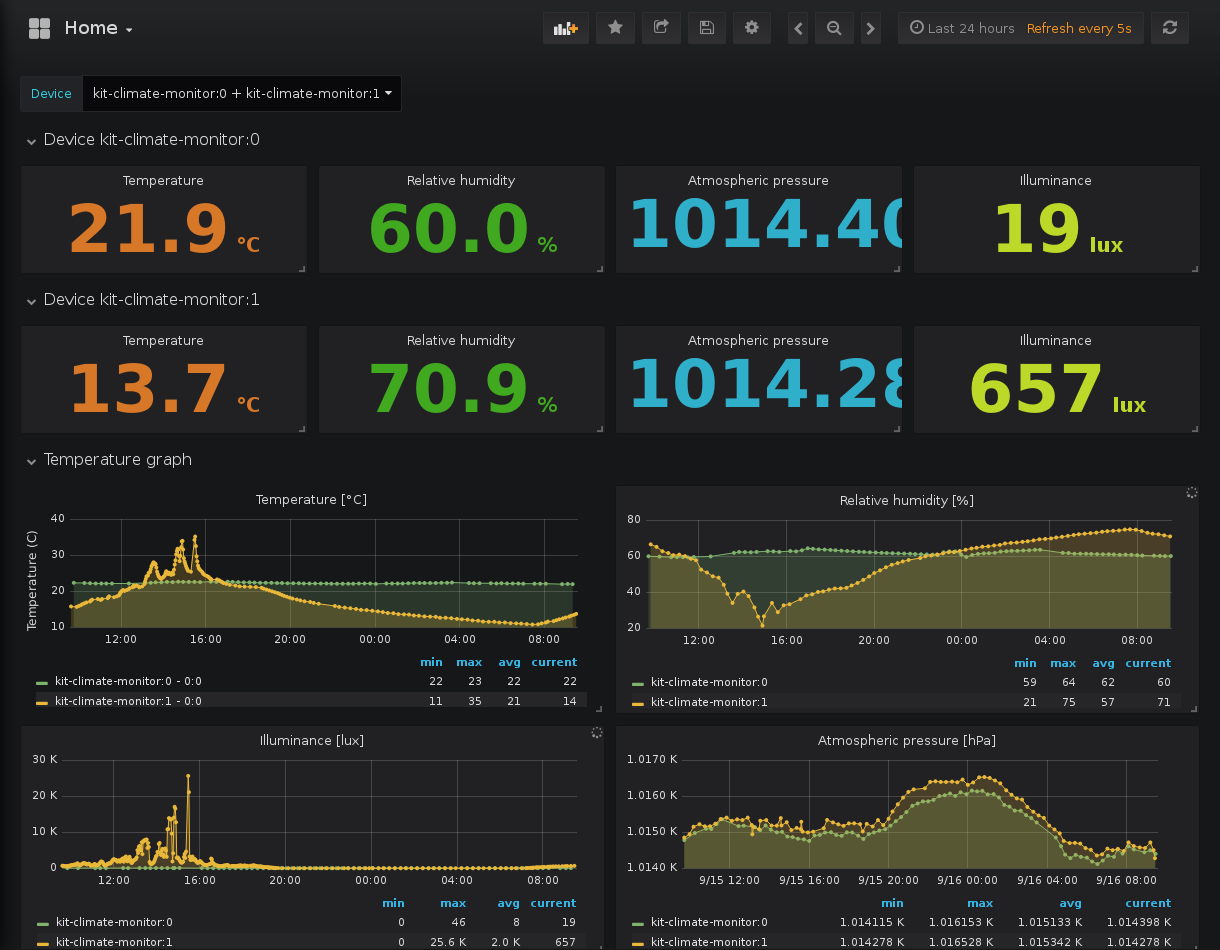 Home
Last 24 hours Refresh every 5s
Device kit-climate-monitor:0 + kit-climate-monitor:1
Device kit-climate-monitor:0
Temperature Relative humidity Atmospheric pressure Illuminance
21.9 °C 60.0 % 1014.40 19 lux
Device kit-climate-monitor:1
Temperature Relative humidity Atmospheric pressure Illuminance
13.7 °C 70.9 % 1014.28 657 lux
Temperature graph
Temperature [°C]
Temperature (C)
40
30
20
10
12:00 16:00 20:00 00:00 04:00 08:00
min max avg current
kit-climate-monitor:0 - 0:0 22 23 22 22
kit-climate-monitor:1 - 0:0 11 35 21 14
Relative humidity [%]
80
60
40
20
12:00 16:00 20:00 00:00 04:00 08:00
min max avg current
kit-climate-monitor:0 59 64 62 60
kit-climate-monitor:1 21 75 57 71
Illuminance [lux]
30 K
20 K
10 K
0
12:00 16:00 20:00 00:00 04:00 08:00
min max avg current
kit-climate-monitor:0 0 46 8 19
kit-climate-monitor:1 0 25.6 K 2.0 K 657
Atmospheric pressure [hPa]
1.0170 K
1.0160 K
1.0150 K
1.0140 K
9/15 12:00 9/15 16:00 9/15 20:00 9/16 00:00 9/16 04:00 9/16 08:00
min max avg current
kit-climate-monitor:0 1.014115 K 1.016153 K 1.015133 K 1.014398 K
kit-climate-monitor:1 1.014278 K 1.016528 K 1.015342 K 1.014278 K